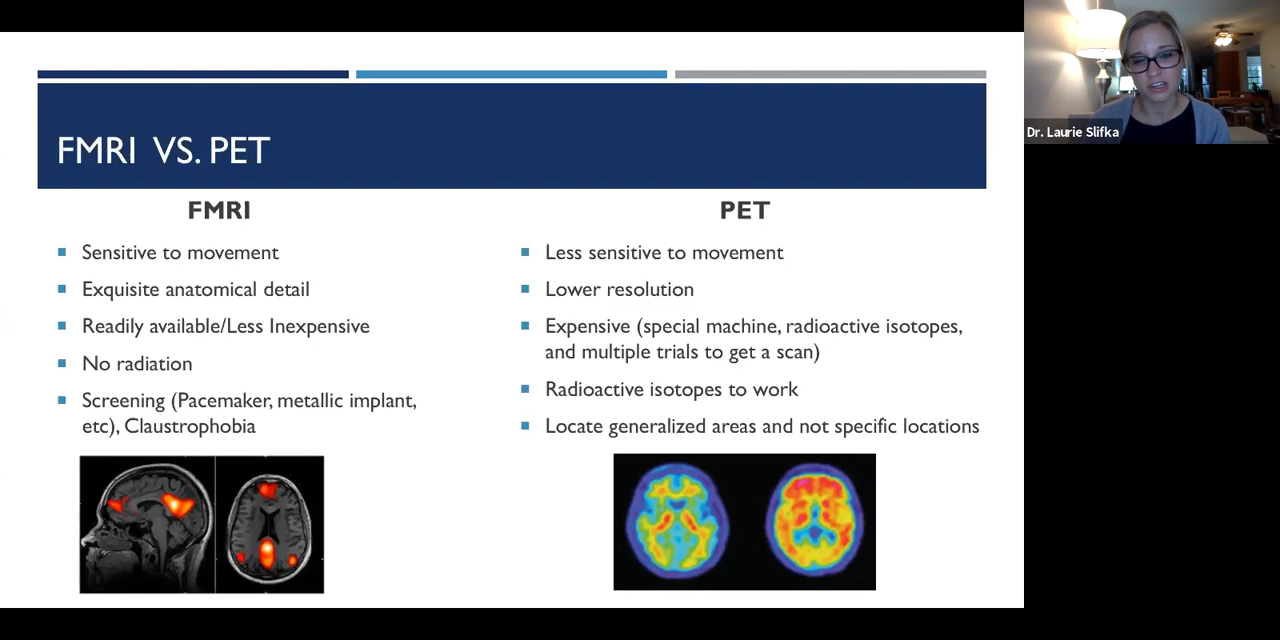 FMRI VS. PET
FMRI
Sensitive to movement
Exquisite anatomical detail
Readily available/Less Inexpensive
No radiation
Screening (Pacemaker, metallic implant,
etc), Claustrophobia
PET
Less sensitive to movement
Lower resolution
Expensive (special machine, radioactive isotopes,
and multiple trials to get a scan)
Radioactive isotopes to work
Locate generalized areas and not specific locations
Dr. Laurie Slifka